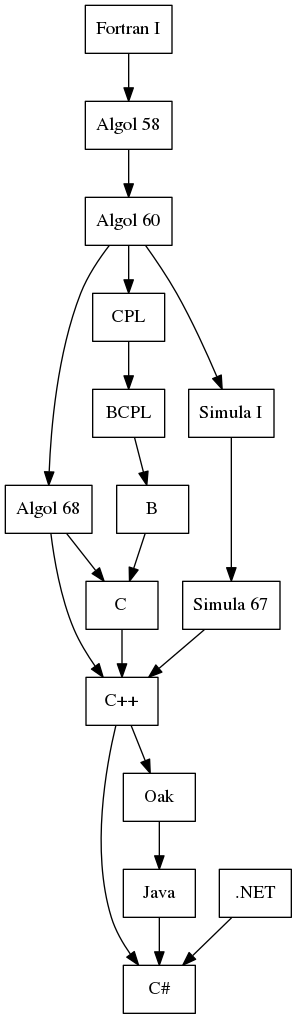 Fortran I
Algol 58
Algol 60
CPL
BCPL
Simula I
Algol 68
B
C
Simula 67
C++
Oak
Java
.NET
C#